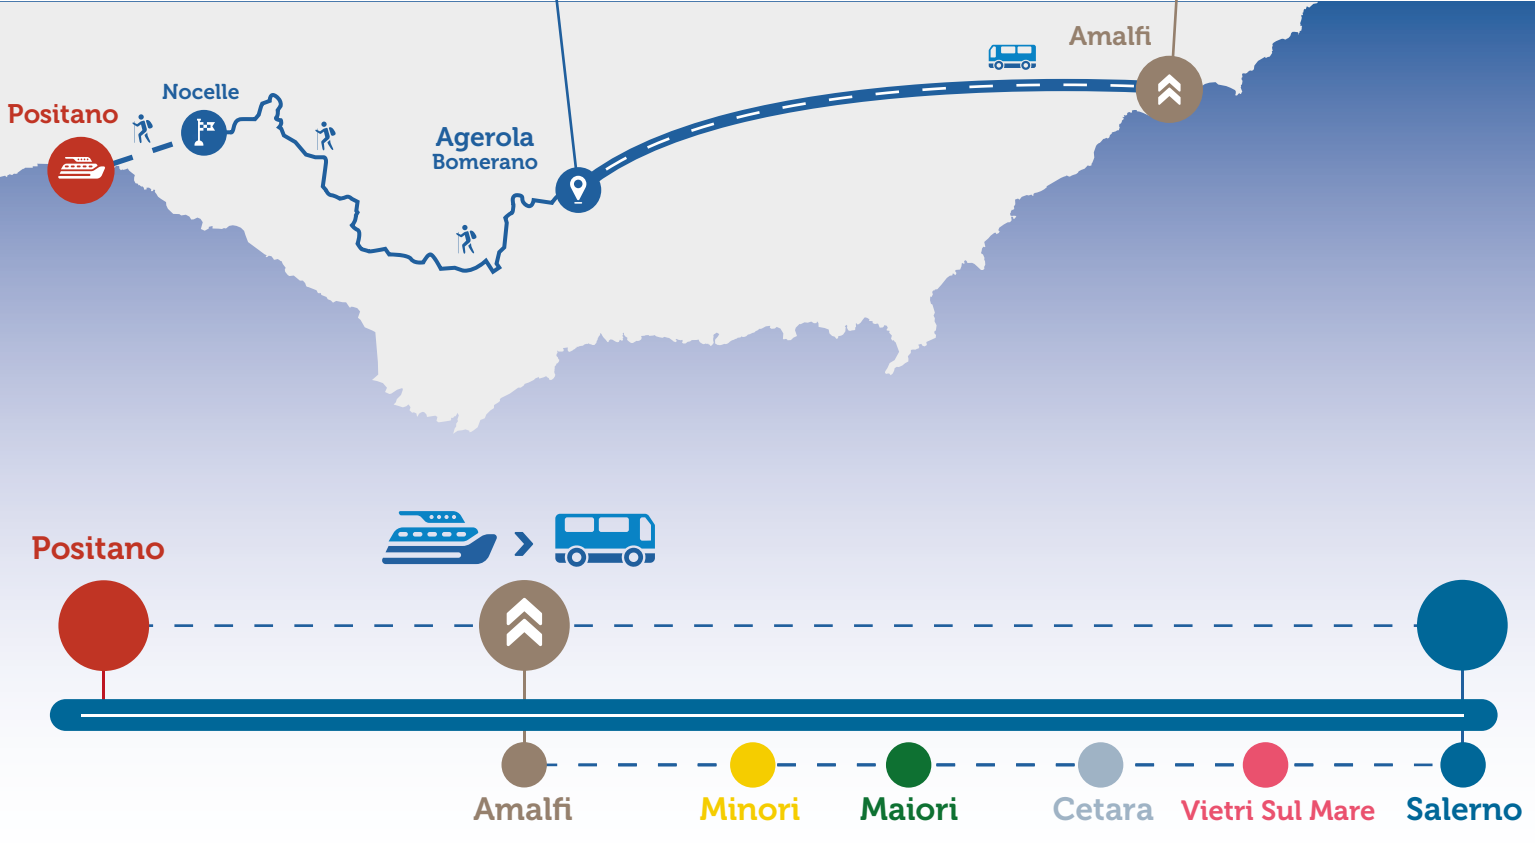 Amalfi
Nocelle
Positano
Agerola
Bomerano
Positano
Amalfi
Minori
Maiori
Cetara
Vietri Sul Mare
Salerno